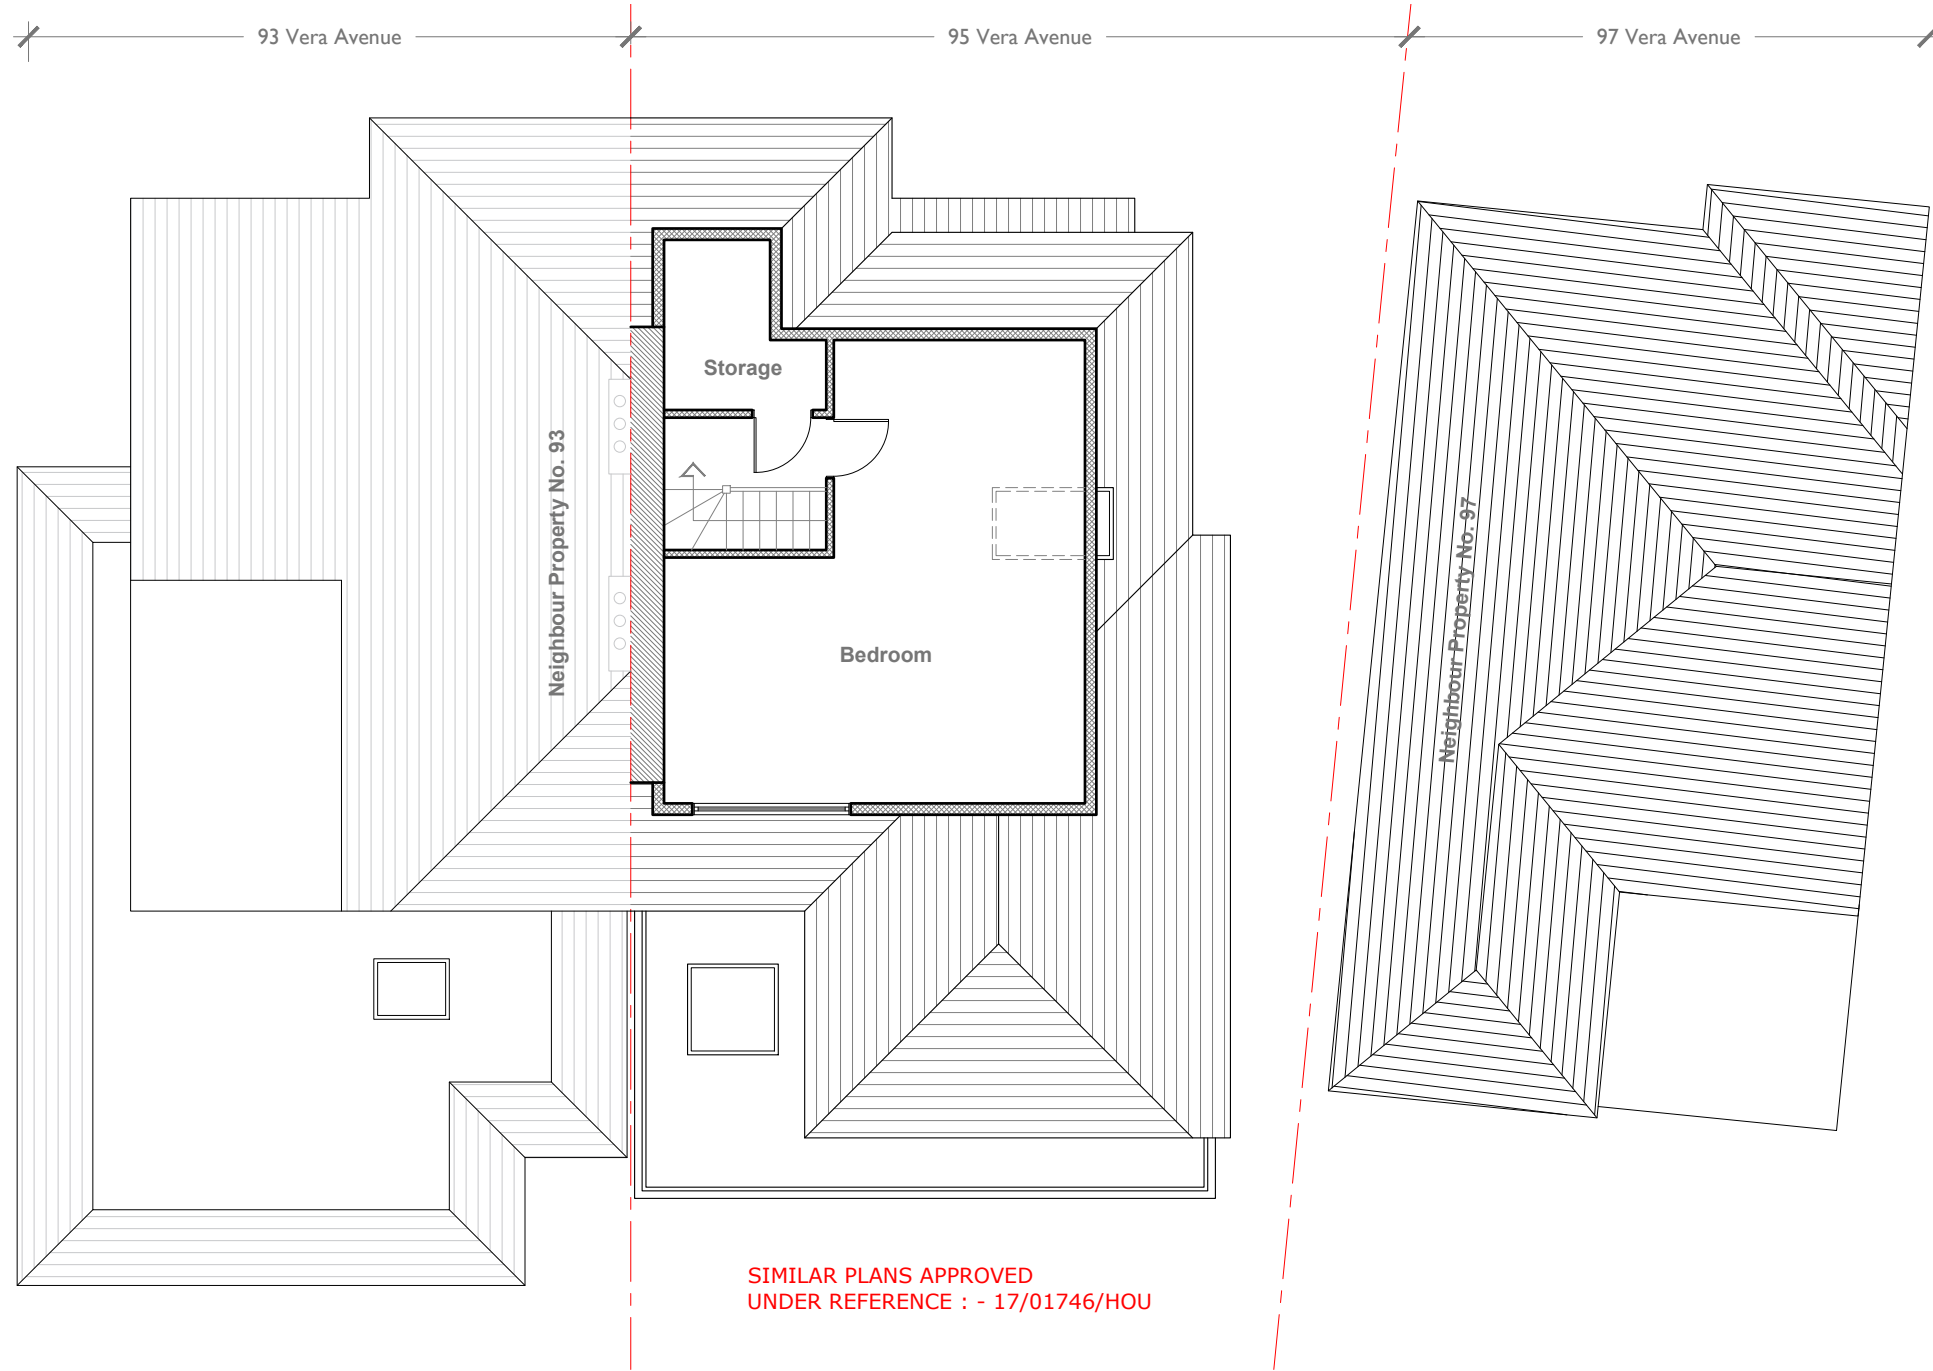 93 Vera Avenue
95 Vera Avenue
97 Vera Avenue
Storage
Neighbour Property No. 93
Neighbour Property No. 97
Bedroom
SIMILAR PLANS APPROVED
UNDER REFERENCE : - 17/01746/HOU